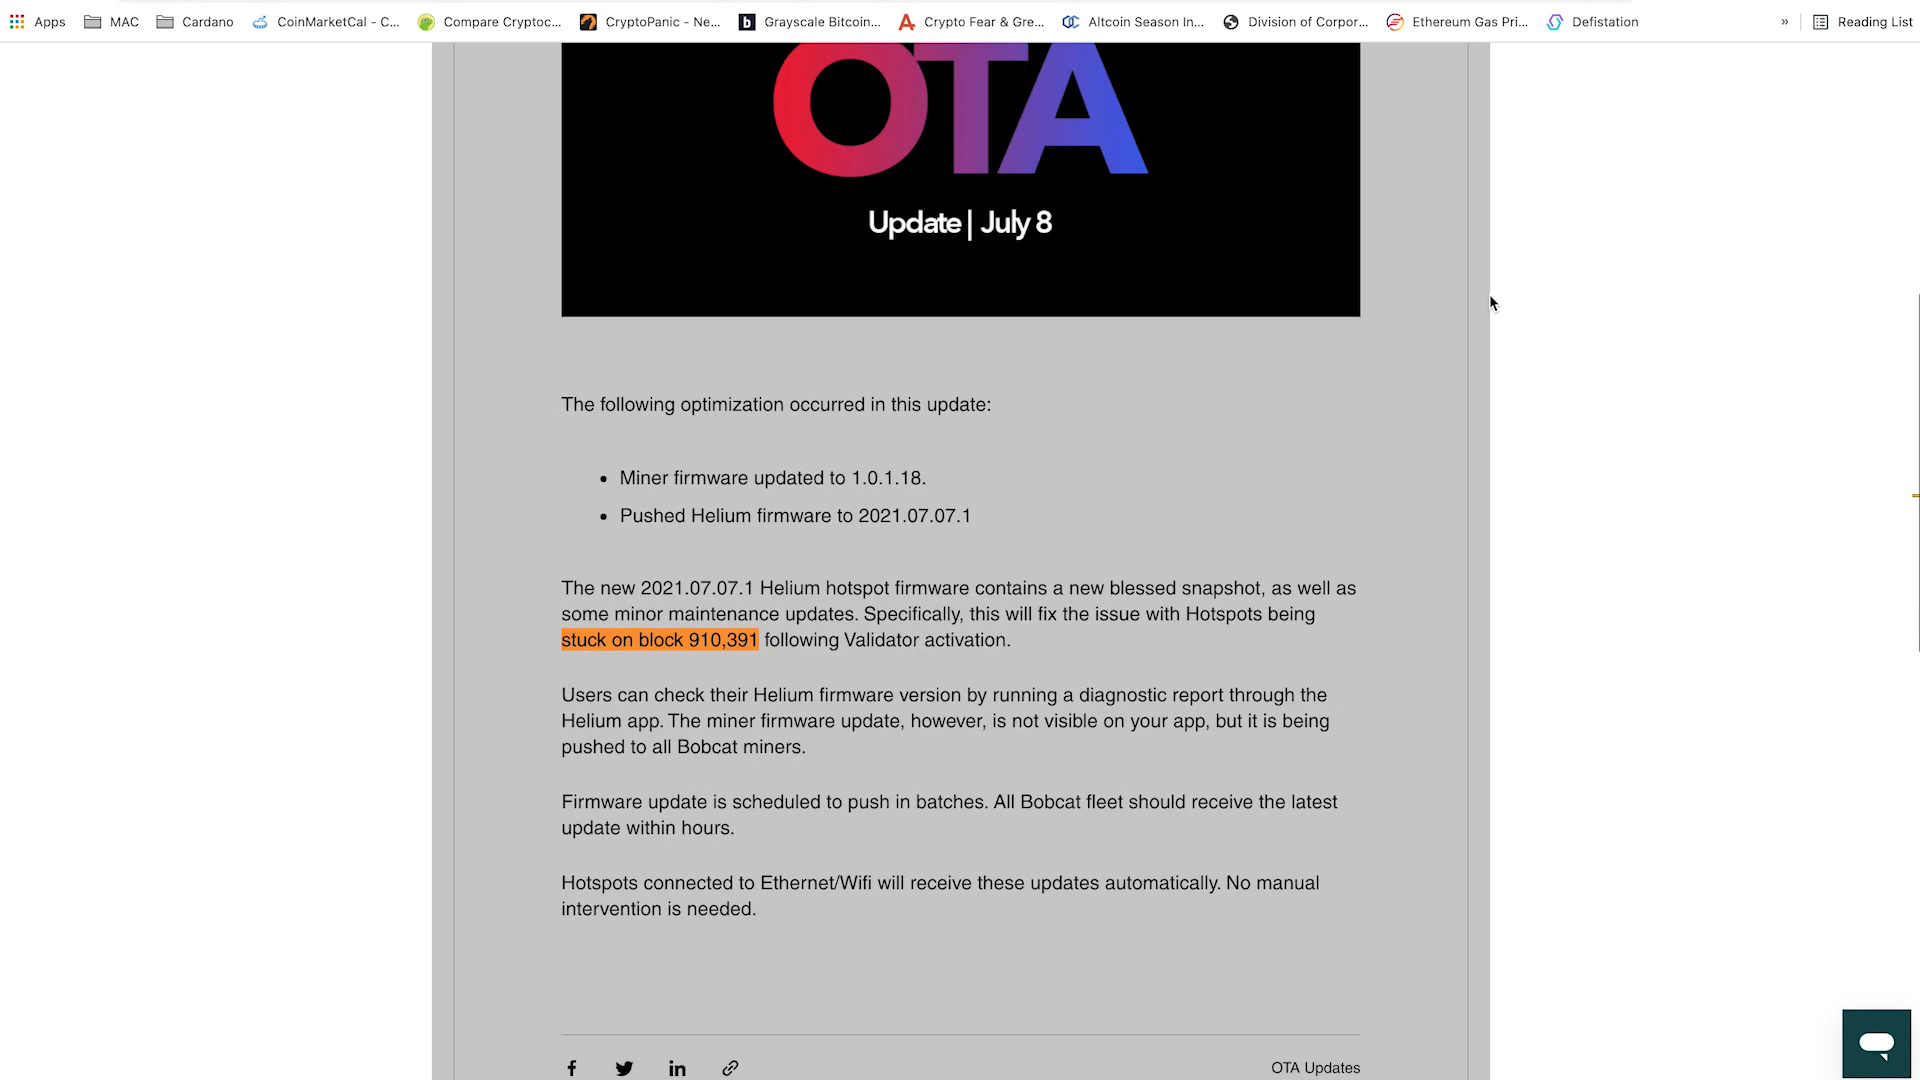 Apps MAC Cardano CoinMarketCal - C... Compare Cryptoc... CryptoPanic - Ne... Grayscale Bitcoin... Crypto Fear & Gre... Altcoin Season In... Division of Corpor... Ethereum Gas Pri... Defistation » Reading List
OTA
Update | July 8
The following optimization occurred in this update:
• Miner firmware updated to 1.0.1.18.
• Pushed Helium firmware to 2021.07.07.1
The new 2021.07.07.1 Helium hotspot firmware contains a new blessed snapshot, as well as
some minor maintenance updates. Specifically, this will fix the issue with Hotspots being
stuck on block 910,391 following Validator activation.
Users can check their Helium firmware version by running a diagnostic report through the
Helium app. The miner firmware update, however, is not visible on your app, but it is being
pushed to all Bobcat miners.
Firmware update is scheduled to push in batches. All Bobcat fleet should receive the latest
update within hours.
Hotspots connected to Ethernet/Wifi will receive these updates automatically. No manual
intervention is needed.
OTA Updates